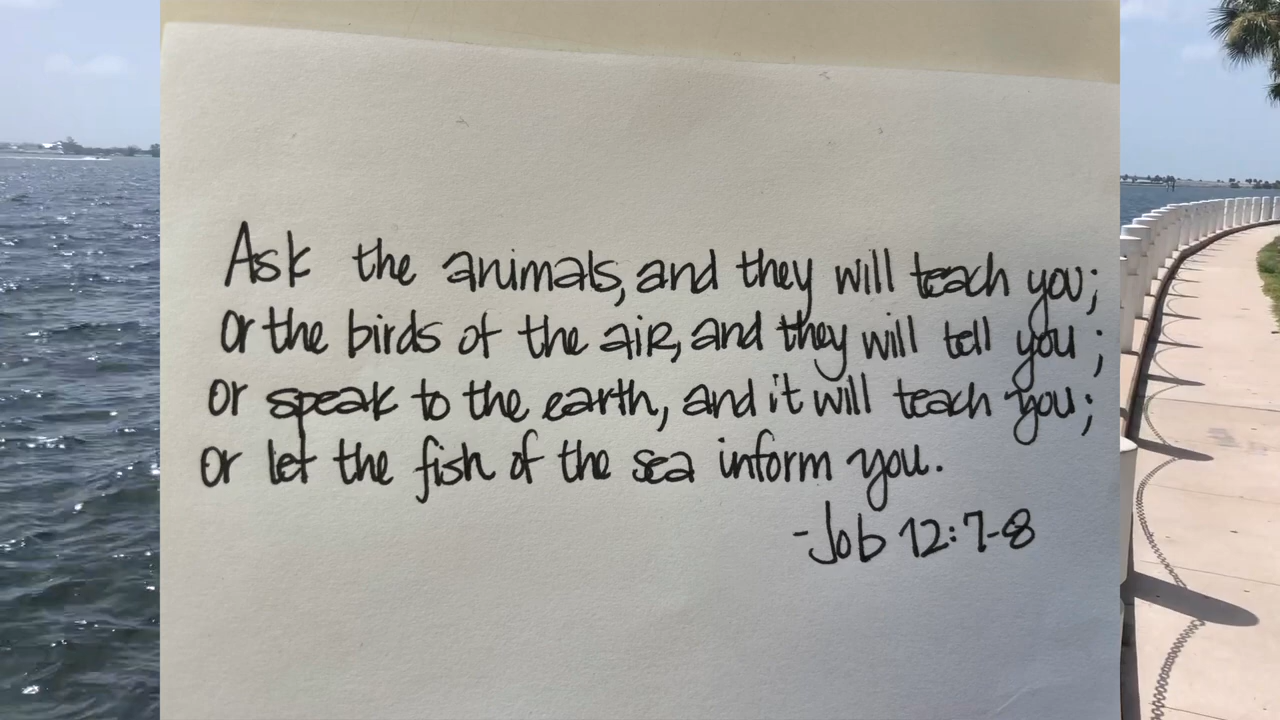 Ask the animals, and they will teach you;
Or the birds of the air, and they will tell you;
Or speak to the earth, and it will teach you;
Or let the fish of the sea inform you.
-Job 12:7-8